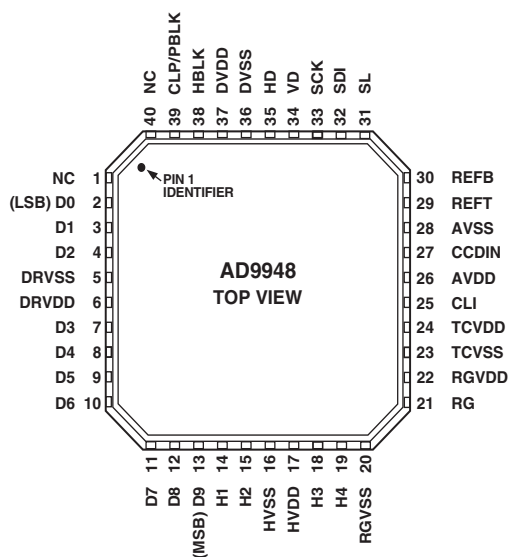 40 NC
39 CLP/PBLK
38 HBLK
37 DVDD
36 DVSS
35 HD
34 VD
33 SCK
32 SDI
31 SL
PIN 1
IDENTIFIER
NC 1
(LSB) D0 2
D1 3
D2 4
DRVSS 5
DRVDD 6
D3 7
D4 8
D5 9
D6 10
AD9948
TOP VIEW
30 REFB
29 REFT
28 AVSS
27 CCDIN
26 AVDD
25 CLI
24 TCVDD
23 TCVSS
22 RGVDD
21 RG
D7 11
D8 12
(MSB) D9 13
H1 14
H2 15
HVSS 16
HVDD 17
H3 18
H4 19
RGVSS 20